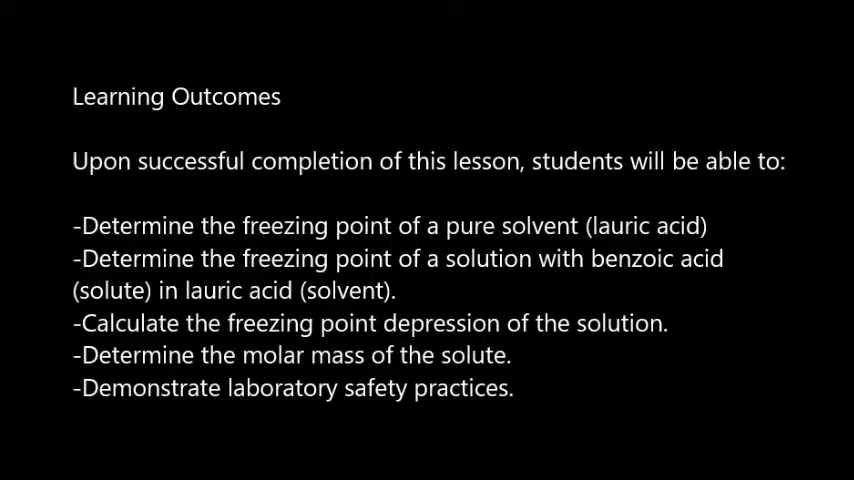 Learning Outcomes
Upon successful completion of this lesson, students will be able to:
-Determine the freezing point of a pure solvent (lauric acid)
-Determine the freezing point of a solution with benzoic acid
(solute) in lauric acid (solvent).
-Calculate the freezing point depression of the solution.
-Determine the molar mass of the solute.
-Demonstrate laboratory safety practices.